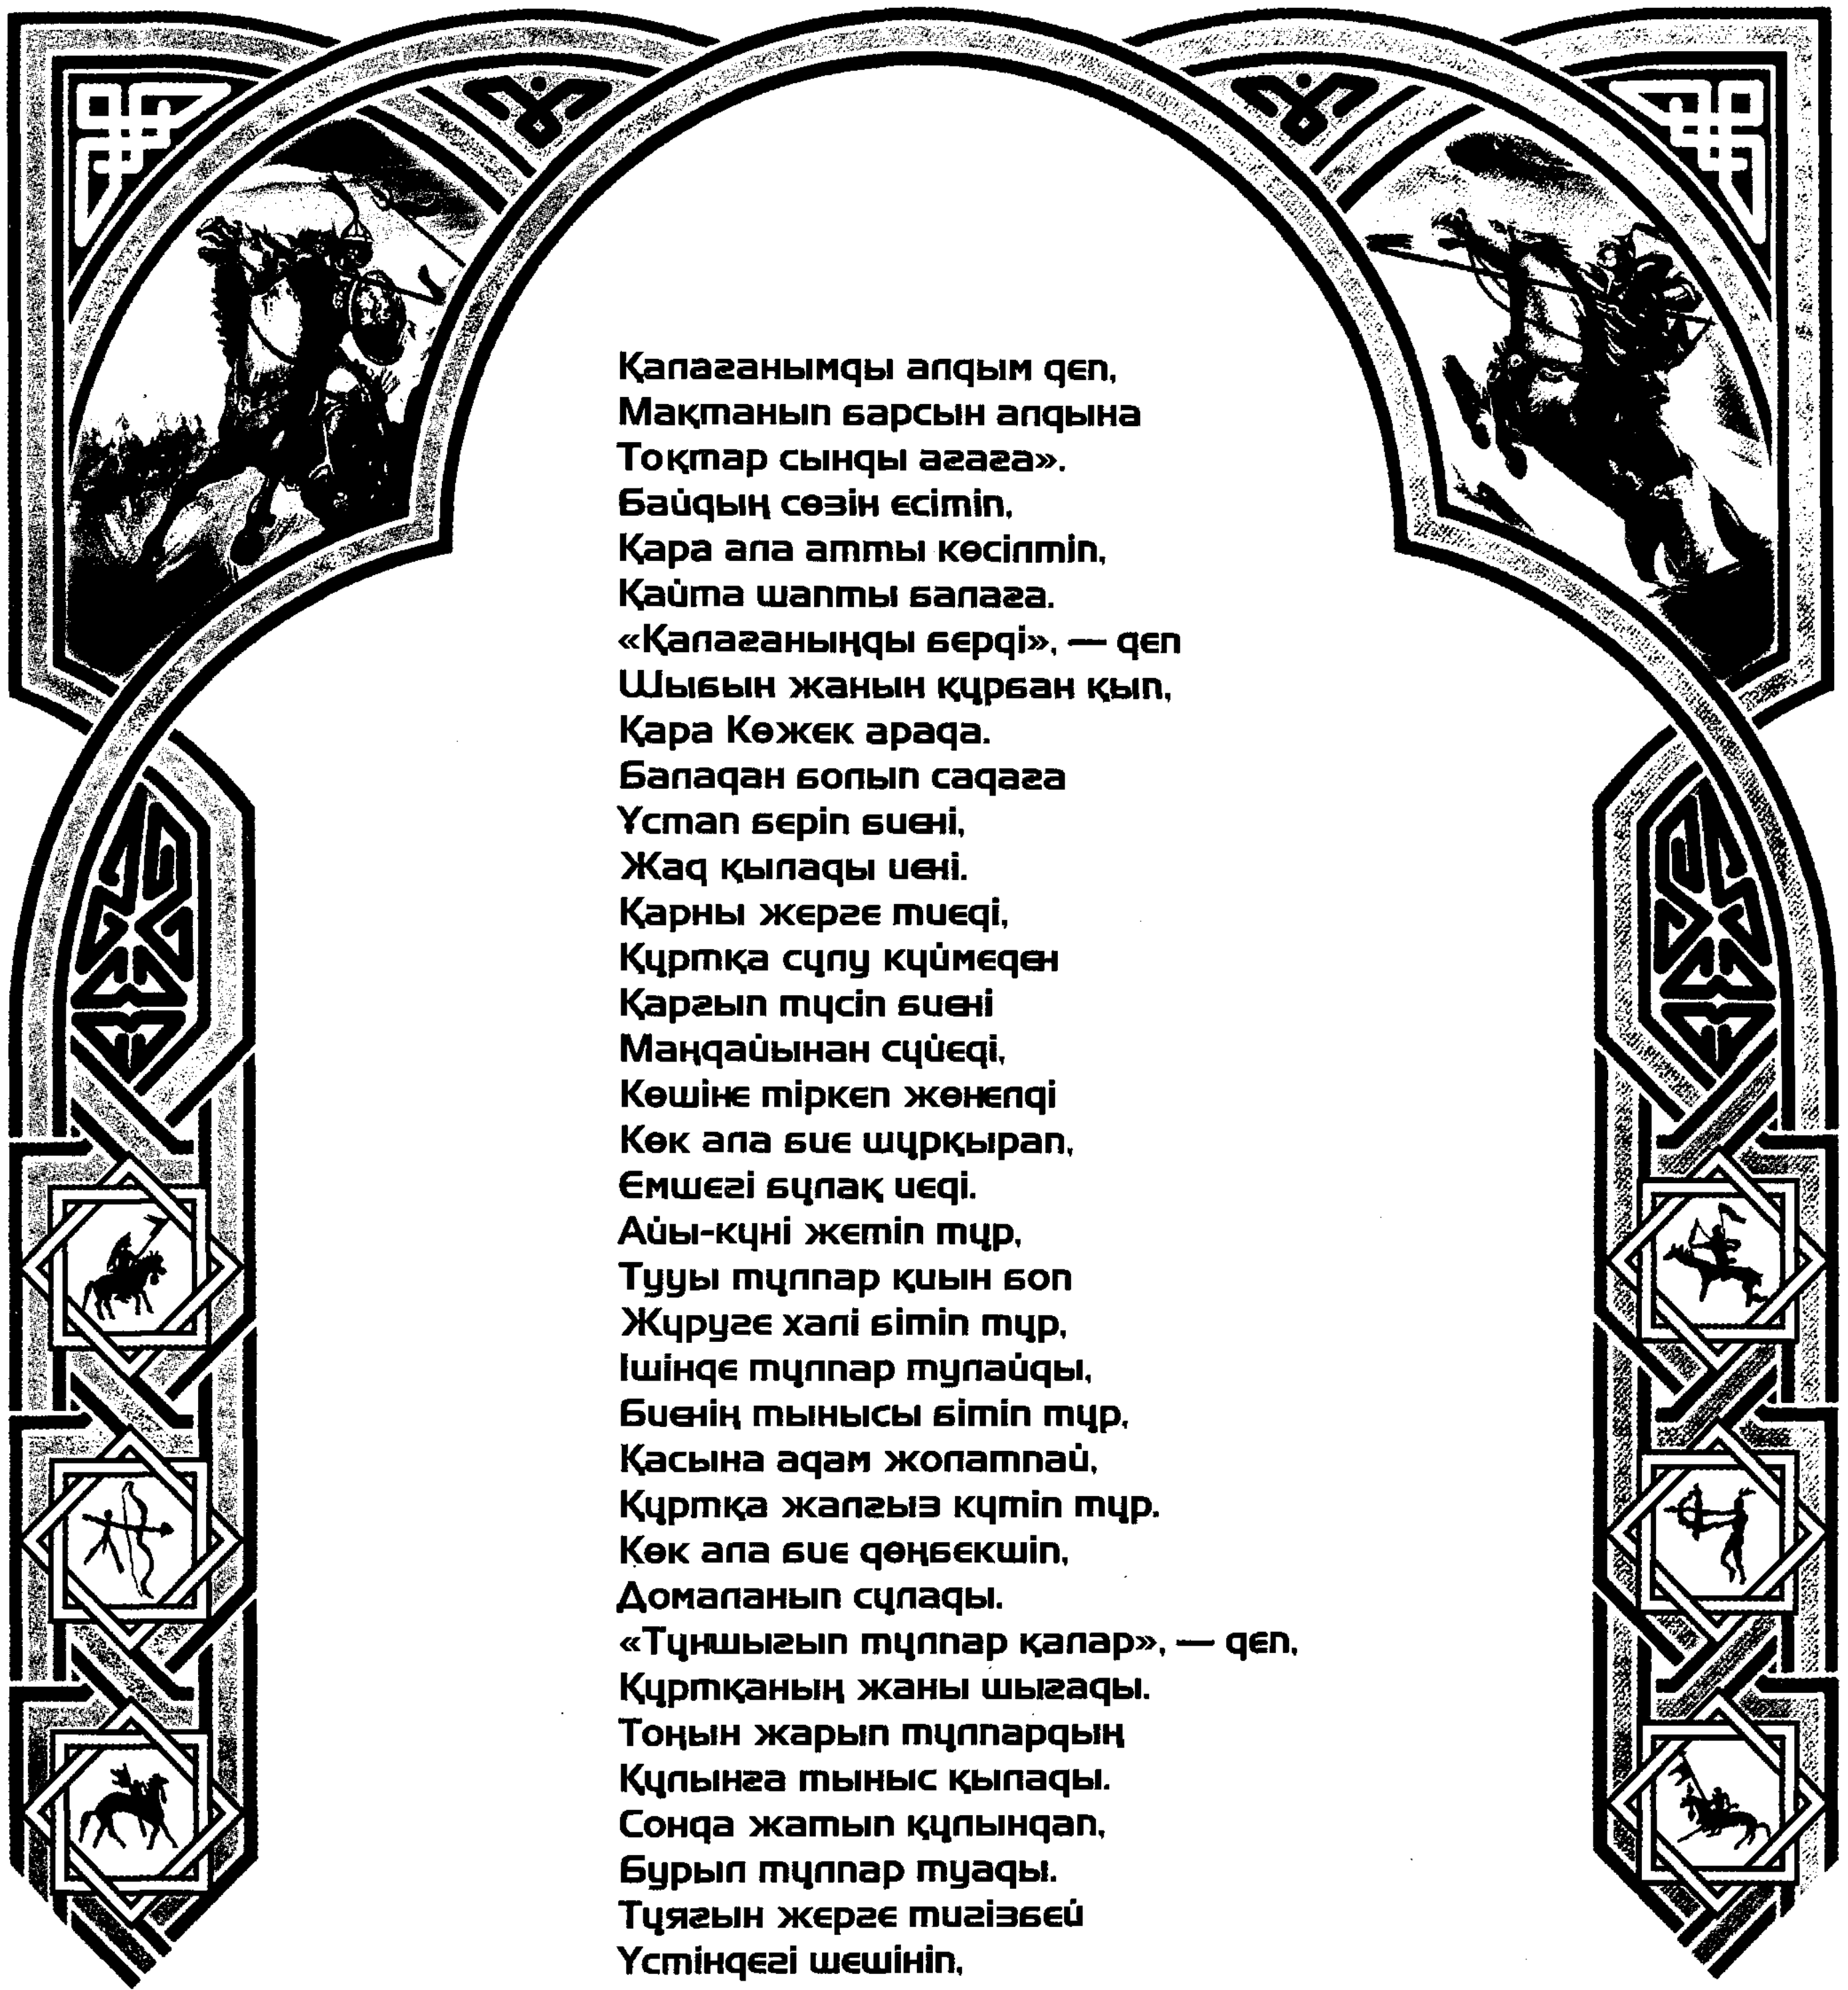 Қалағанымды алдым деп,
Мақтанып барсын алдына
Тоқтар сынды ағаға».
Байдың сөзін есітіп,
Қара ала атты көсілтіп,
Қайта шапты балаға.
«Қалағаныңды берді», — деп
Шыбын жанын құрбан қып,
Қара Көжек арада.
Баладан болып садаға
Ұстап беріп биені,
Жад қылады иені.
Қарны жерге тиеді,
Құртқа сұлу күймеден
Қарғып түсіп биені
Маңдайынан сүйеді,
Көшіне тіркеп жөнелді
Көк ала бие шұрқырап,
Емшегі бұлақ иеді.
Айы-күні жетіп тұр,
Тууы тұлпар қиын боп
Жүруге халі бітіп тұр,
Ішінде тұлпар тулайды,
Биенің тынысы бітіп тұр,
Қасына адам жолатпай,
Құртқа жалғыз күтіп тұр.
Көк ала бие дөңбекшіп,
Домаланып сұлады.
«Тұншығып тұлпар қалар», — деп,
Құртқаның жаны шығады.
Тоңын жарып тұлпардың
Құлынға тыныс қылады.
Сонда жатып құлындап,
Бурыл тұлпар туады.
Тұяғын жерге тигізбей
Үстіндегі шешініп,